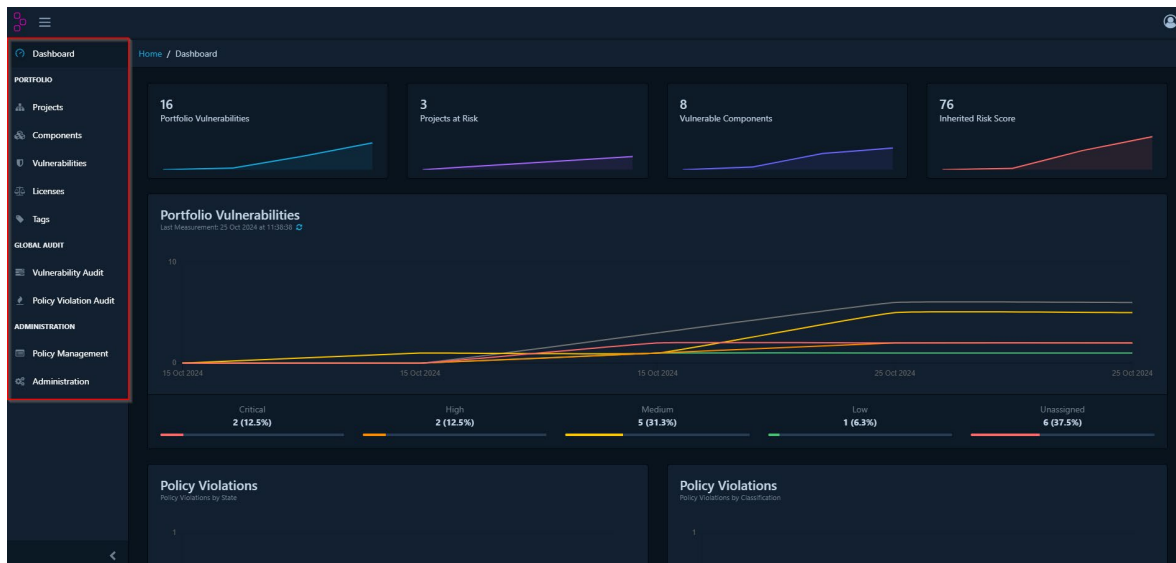 Dashboard
PORTFOLIO
Projects
Components
Vulnerabilities
Licenses
Tags
GLOBAL AUDIT
Vulnerability Audit
Policy Violation Audit
ADMINISTRATION
Policy Management
Administration
Home / Dashboard
16
Portfolio Vulnerabilities
3
Projects at Risk
8
Vulnerable Components
76
Inherited Risk Score
Portfolio Vulnerabilities
Last Measurement: 25 Oct 2024 at 11:38:38
10
0
15 Oct 2024
15 Oct 2024
15 Oct 2024
25 Oct 2024
25 Oct 2024
Critical
2 (12.5%)
High
2 (12.5%)
Medium
5 (31.3%)
Low
1 (6.3%)
Unassigned
6 (37.5%)
Policy Violations
Policy Violations by State
1
Policy Violations
Policy Violations by Classification
1